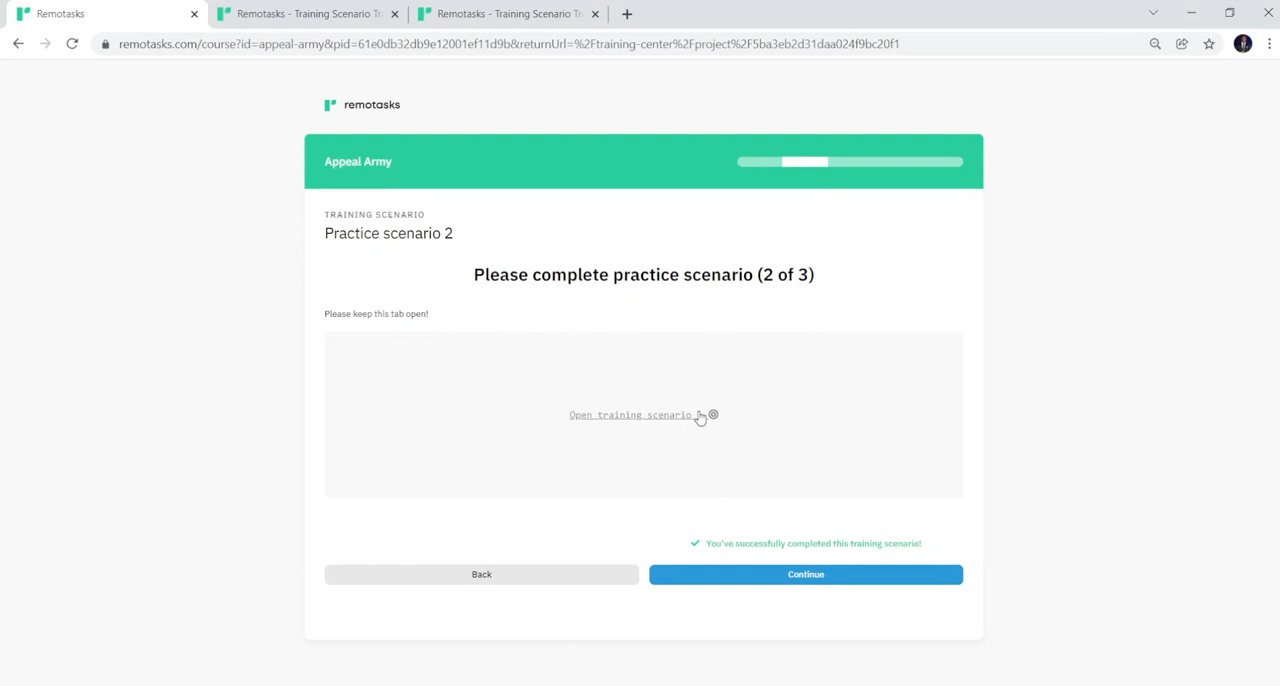 Remotasks
Remotasks - Training Scenario Tr
Remotasks - Training Scenario Tr
remotasks.com/course?id=appeal-army&pid=61e0db32db9e12001ef11d9b&returnUrl=%2Ftraining-center%2Fproject%2F5ba3eb2d31daa024f9bc20f1
remotasks
Appeal Army
TRAINING SCENARIO
Practice scenario 2
Please complete practice scenario (2 of 3)
Please keep this tab open!
Open training scenario
You've successfully completed this training scenario!
Back
Continue